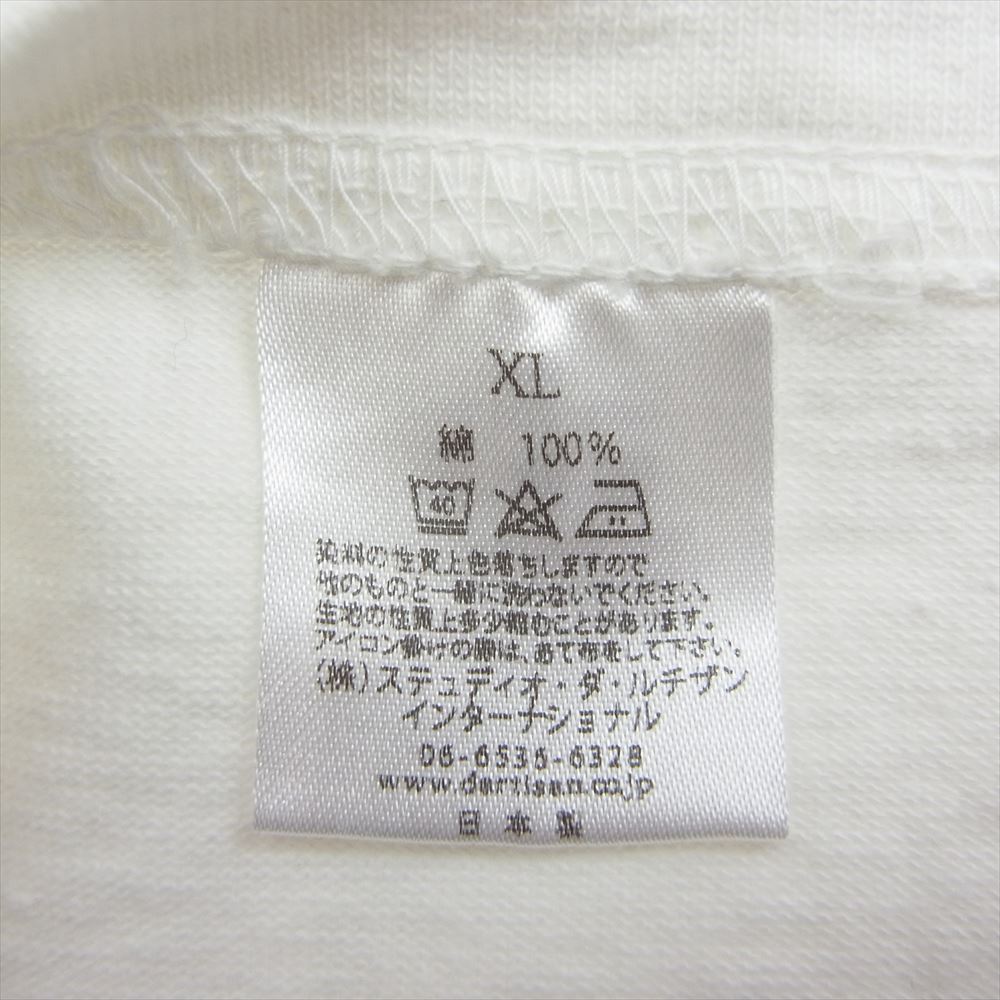 XL
綿 100%
40
染料の性質上色落ちしますので
他のものと一緒に洗わないでください。
生地の性質上多少縮むことがあります。
アイロン掛けの際は、あて布をして下さい。
(株)ステュディオ・ダ・ルチザン
インターナショナル
06-6536-6328
www.dartisan.co.jp
日本製